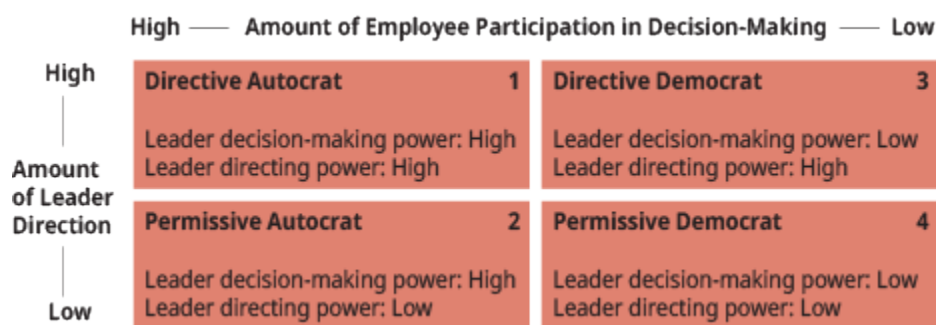 High — Amount of Employee Participation in Decision-Making — Low
High
Amount
of Leader
Direction
Low
Directive Autocrat 1
Leader decision-making power: High
Leader directing power: High
Directive Democrat 3
Leader decision-making power: Low
Leader directing power: High
Permissive Autocrat 2
Leader decision-making power: High
Leader directing power: Low
Permissive Democrat 4
Leader decision-making power: Low
Leader directing power: Low